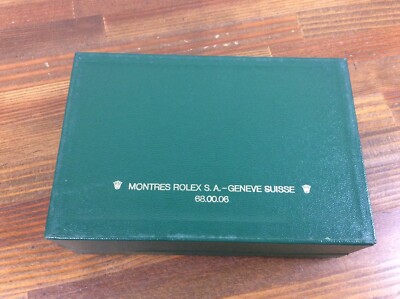 MONTRES ROLEX S.A.-GENEVE SUISSE
68.00.06